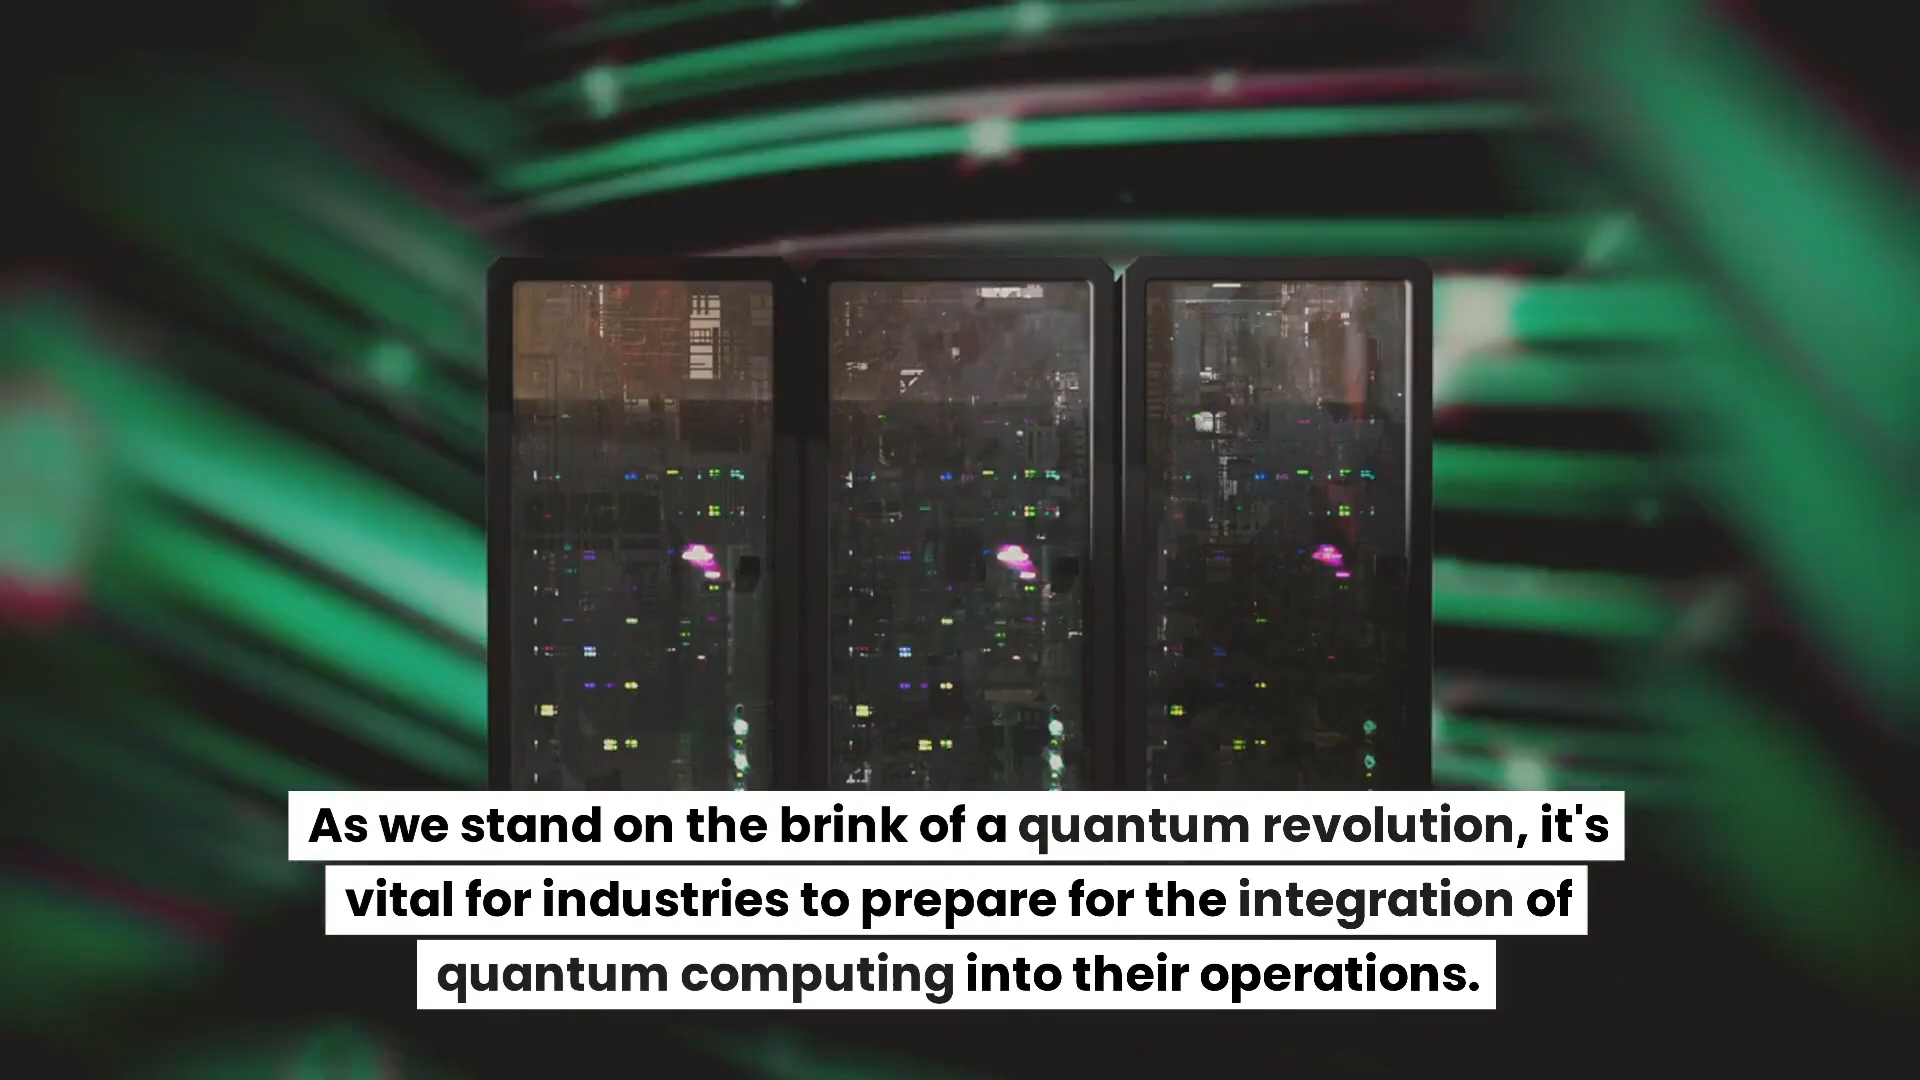 As we stand on the brink of a quantum revolution, it's
vital for industries to prepare for the integration of
quantum computing into their operations.